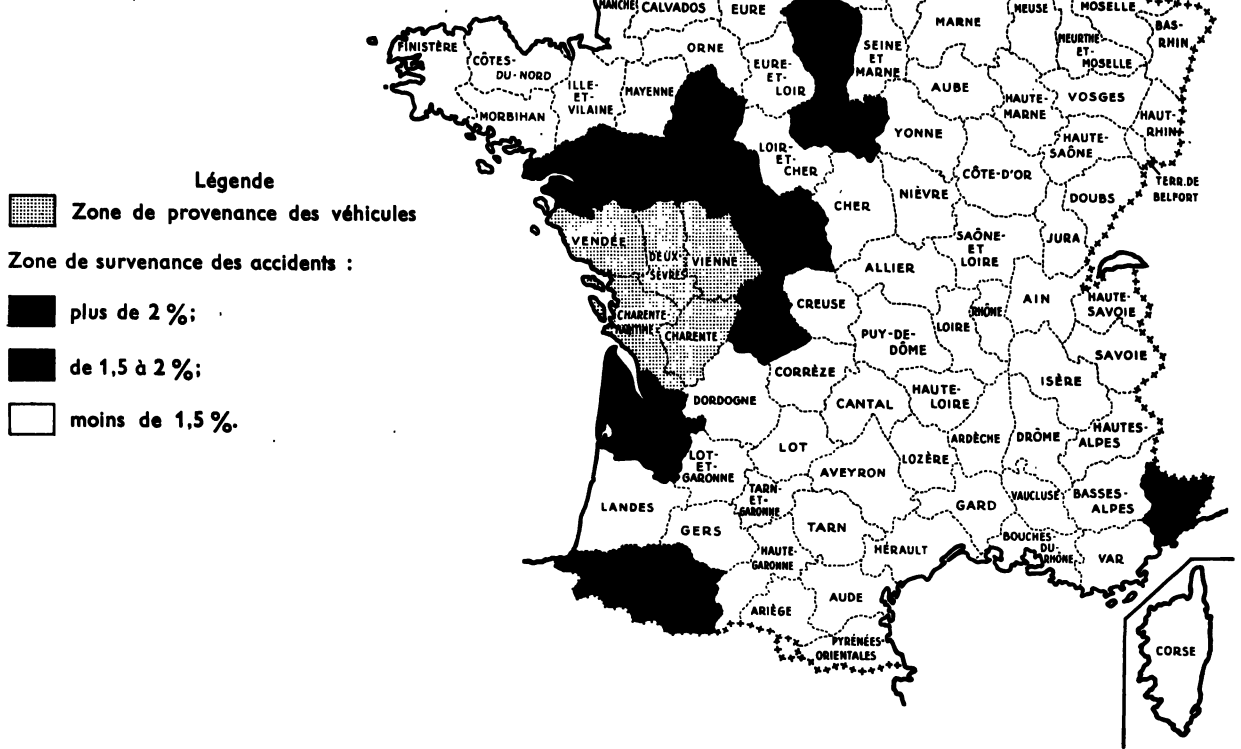 MANCHE
CALVADOS
EURE
MARNE
MEUSE
MOSELLE
BAS-
RHIN
FINISTÈRE
CÔTES-
DU-NORD
ORNE
SEINE
ET
MARNE
MEURTHE
ET-
MOSELLE
EURE-
ET-
LOIR
ILLE-
ET-
VILAINE
MAYENNE
AUBE
VOSGES
HAUTE-
MARNE
MORBIHAN
HAUT-
RHIN
YONNE
HAUTE-
SAÔNE
LOIR-
ET-
CHER
CÔTE-D'OR
TERR.DE
BELFORT
Légende
Zone de provenance des véhicules
Zone de survenance des accidents :
plus de 2 %;
de 1,5 à 2 %;
moins de 1,5 %.
NIÈVRE
DOUBS
CHER
VENDÉE
DEUX-
SÈVRES
VIENNE
SAÔNE-
ET
LOIRE
JURA
ALLIER
CREUSE
AIN
HAUTE-
SAVOIE
CHARENTE
MARITIME
CHARENTE
RHÔNE
LOIRE
PUY-DE-
DÔME
SAVOIE
CORRÈZE
ISÈRE
DORDOGNE
HAUTE-
LOIRE
CANTAL
HAUTES-
ALPES
ARDÈCHE
DRÔME
LOT
LOT-
ET-
GARONNE
AVEYRON
LOZÈRE
TARN-
ET-
GARONNE
VAUCLUSE
BASSES-
ALPES
LANDES
GARD
GERS
TARN
BOUCHES
DU-
RHÔNE
HAUTE-
GARONNE
HÉRAULT
VAR
ARIÈGE
AUDE
PYRÉNÉES-
ORIENTALES
CORSE